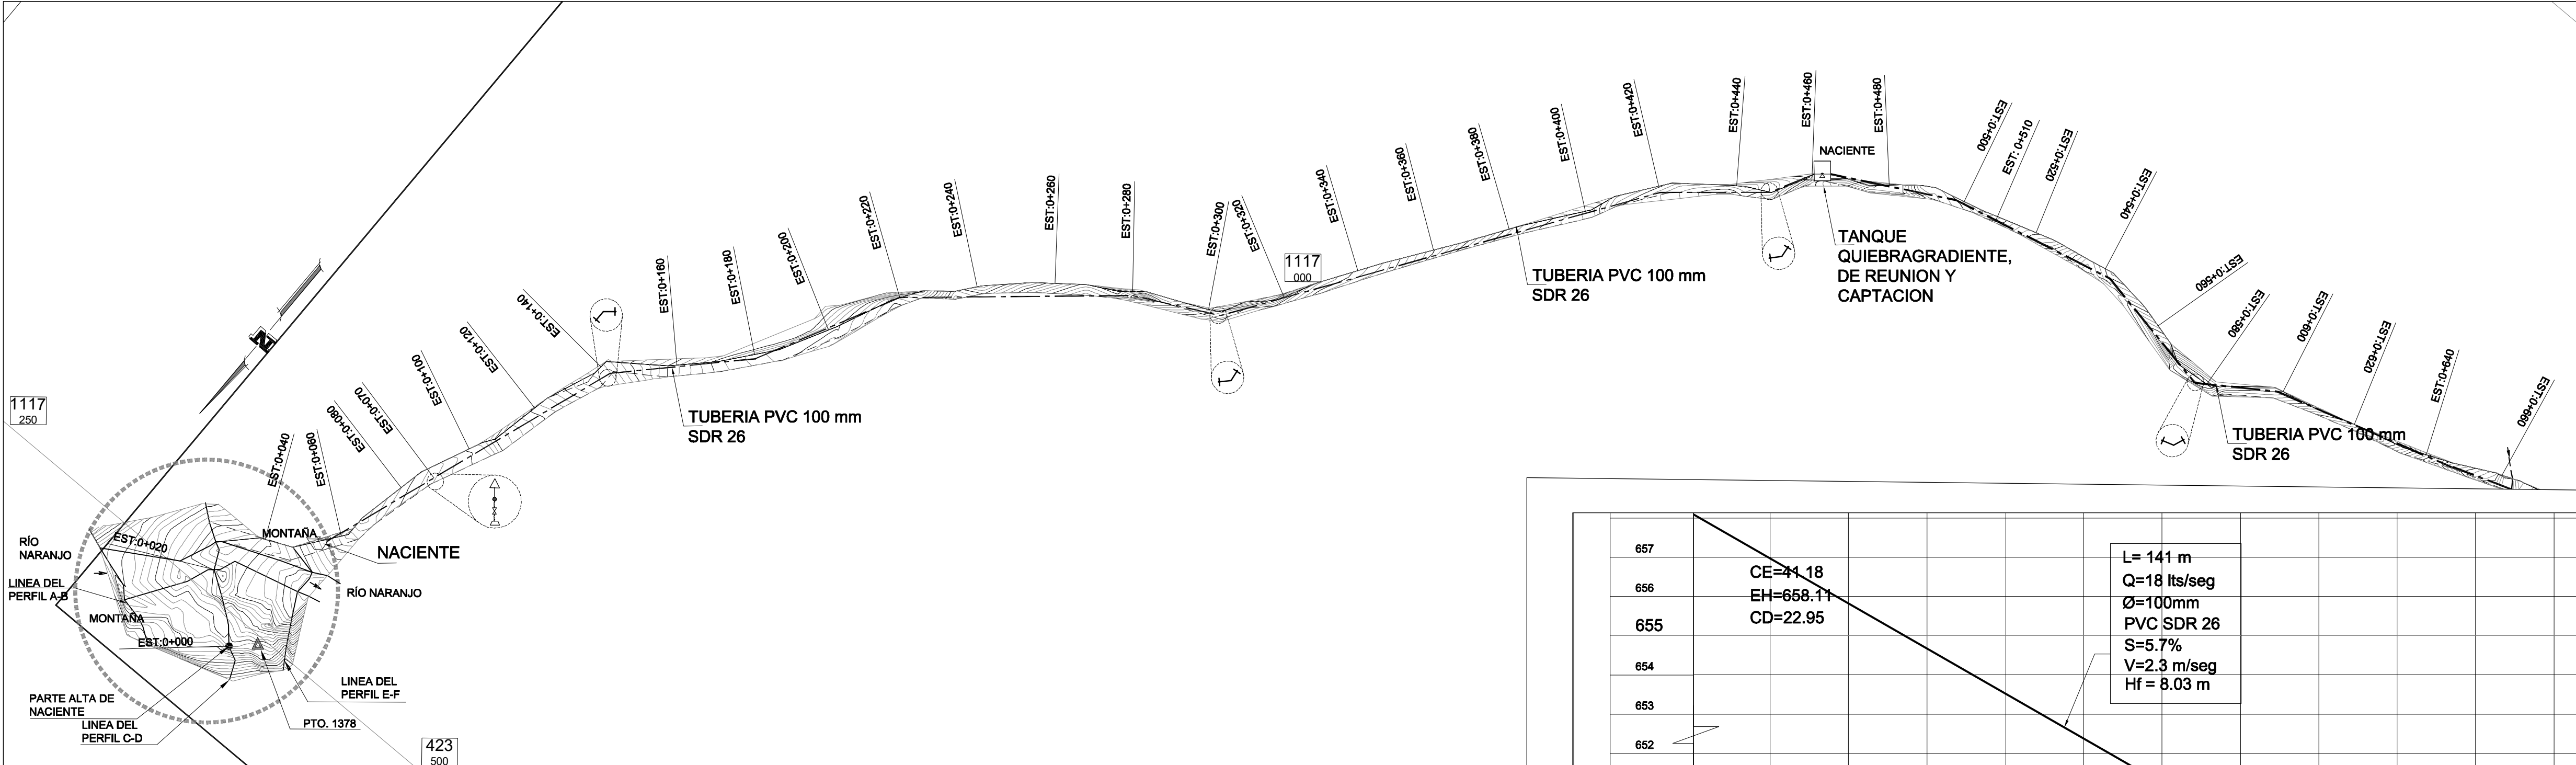 EST:0+020
EST:0+000
EST:0+040
EST:0+060
EST:0+080
EST:0+070
EST:0+100
EST:0+120
EST:0+140
EST:0+160
EST:0+180
EST:0+200
EST:0+220
EST:0+240
EST:0+260
EST:0+280
EST:0+300
EST:0+320
EST:0+340
EST:0+360
EST:0+380
EST:0+400
EST:0+420
EST:0+440
EST:0+460
EST:0+480
EST:0+500
EST: 0+510
EST:0+520
EST:0+540
EST:0+560
EST:0+580
EST:0+600
EST:0+620
EST:0+640
EST:0+660
NACIENTE
TANQUE
QUIEBRAGRADIENTE,
DE REUNION Y
CAPTACION
1117
000
TUBERIA PVC 100 mm
SDR 26
N
1117
250
TUBERIA PVC 100 mm
SDR 26
TUBERIA PVC 100 mm
SDR 26
RÍO
NARANJO
MONTAÑA
NACIENTE
LINEA DEL
PERFIL A-B
RÍO NARANJO
MONTAÑA
LINEA DEL
PERFIL E-F
PARTE ALTA DE
NACIENTE
LINEA DEL
PERFIL C-D
PTO. 1378
423
500
657
656
655
654
653
652
CE=41.18
EH=658.11
CD=22.95
L= 141 m
Q=18 lts/seg
Ø=100mm
PVC SDR 26
S=5.7%
V=2.3 m/seg
Hf = 8.03 m